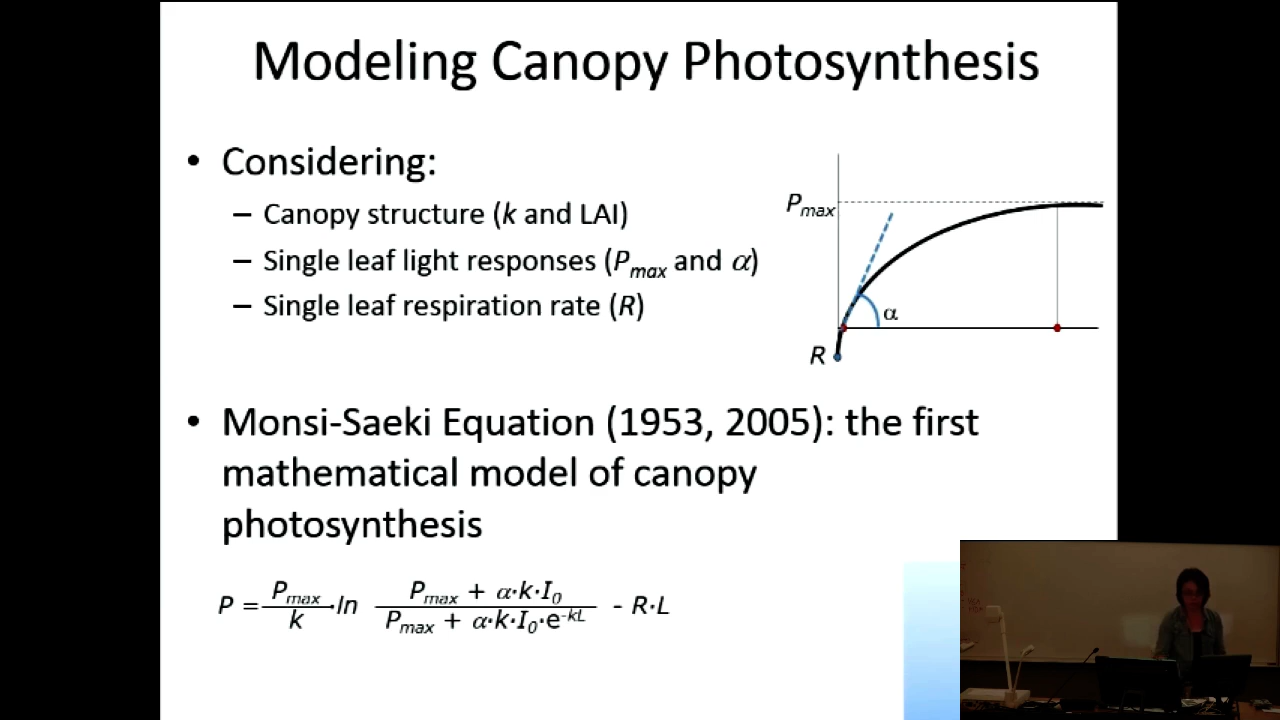 Modeling Canopy Photosynthesis
• Considering:
– Canopy structure (k and LAI)
– Single leaf light responses (Pmax and α)
– Single leaf respiration rate (R)
Pmax
α
R
• Monsi-Saeki Equation (1953, 2005): the first
mathematical model of canopy
photosynthesis
P = Pmax/k · ln (Pmax + α·k·I0)/(Pmax + α·k·I0·e^-kL) - R·L